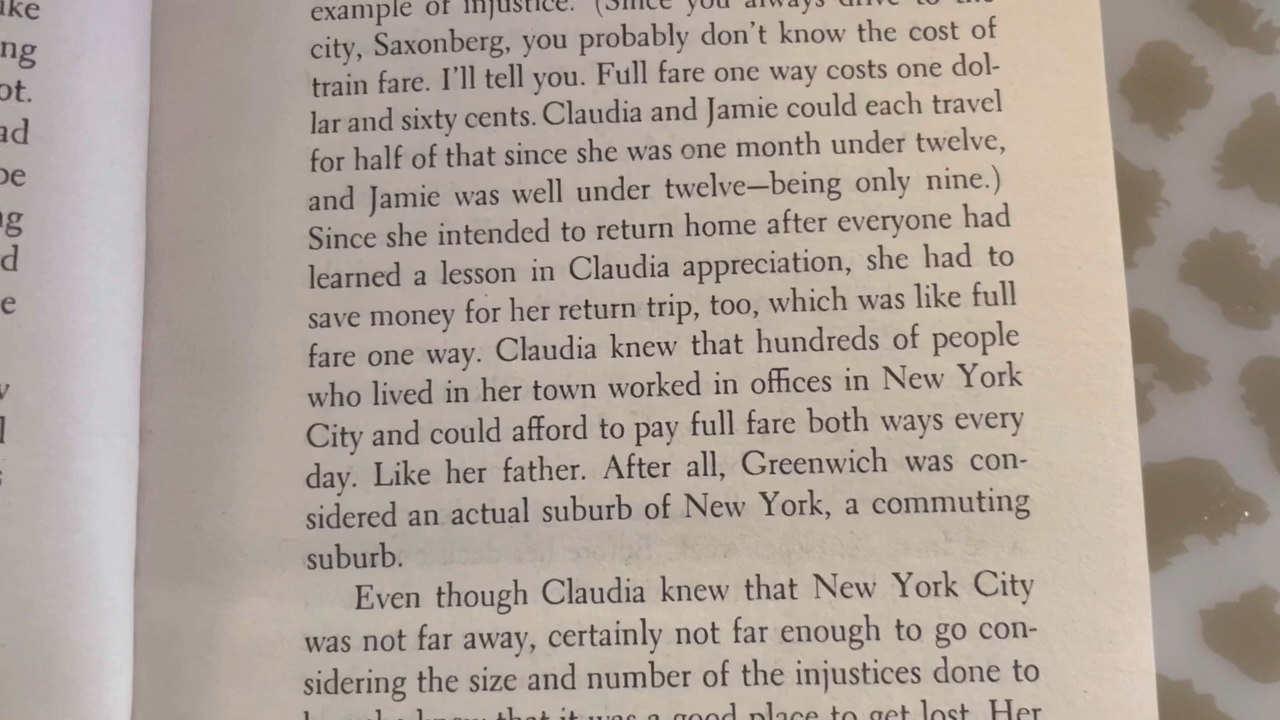 ike
ng
ot.
ad
be
ng
d
e
example of injustice. (Since you always drive to the
city, Saxonberg, you probably don't know the cost of
train fare. I'll tell you. Full fare one way costs one dol-
lar and sixty cents. Claudia and Jamie could each travel
for half of that since she was one month under twelve,
and Jamie was well under twelve—being only nine.)
Since she intended to return home after everyone had
learned a lesson in Claudia appreciation, she had to
save money for her return trip, too, which was like full
fare one way. Claudia knew that hundreds of people
who lived in her town worked in offices in New York
City and could afford to pay full fare both ways every
day. Like her father. After all, Greenwich was con-
sidered an actual suburb of New York, a commuting
suburb.
Even though Claudia knew that New York City
was not far away, certainly not far enough to go con-
sidering the size and number of the injustices done to
that it was a good place to get lost. Her